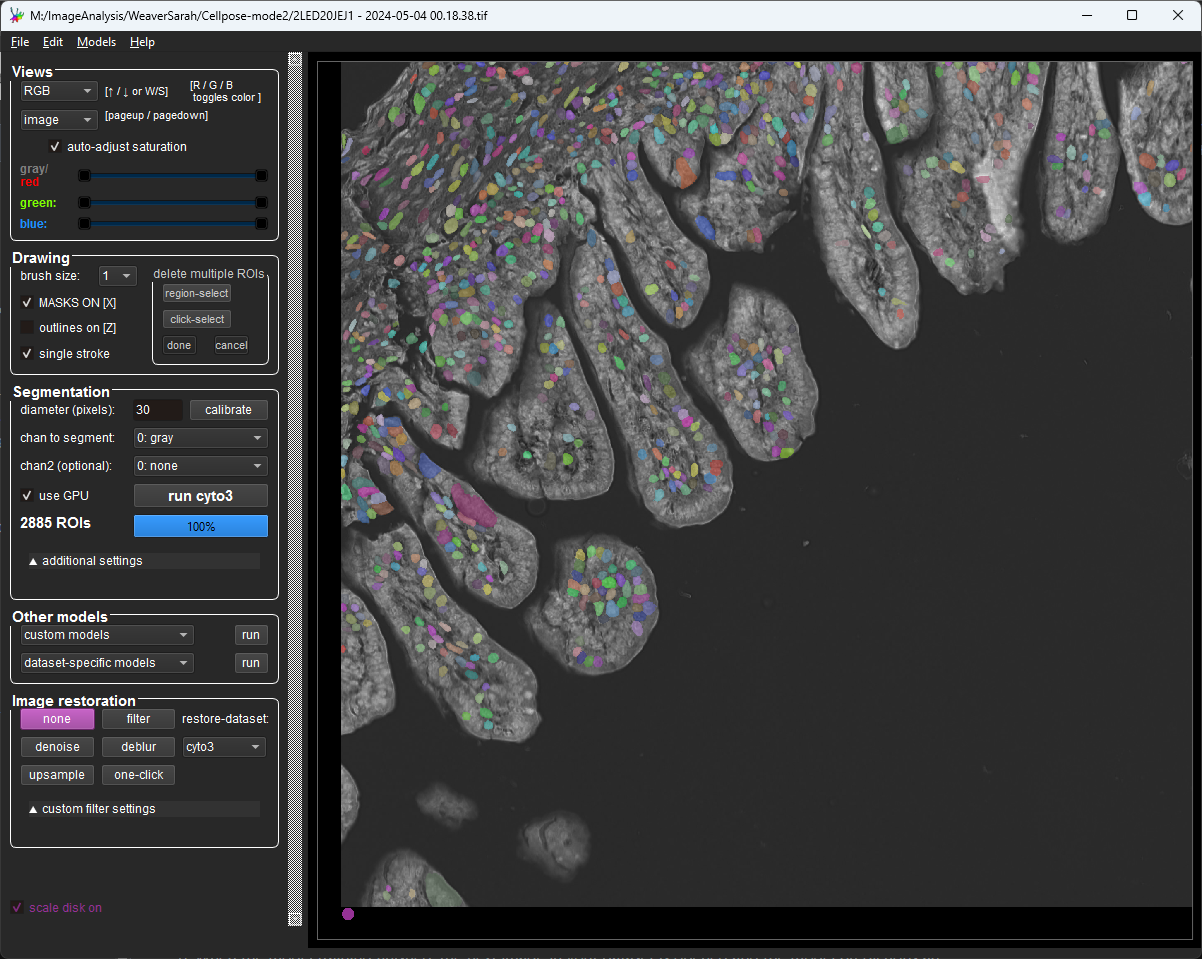 M:/ImageAnalysis/WeaverSarah/Cellpose-mode2/2LED20JEJ1 - 2024-05-04 00.18.38.tif
File Edit Models Help
Views
RGB [↑ / ↓ or W/S] [R / G / B
toggles color ]
image [pageup / pagedown]
auto-adjust saturation
gray/
red
green:
blue:
Drawing
brush size: 1 delete multiple ROIs
region-select
MASKS ON [X]
click-select
outlines on [Z]
done cancel
single stroke
Segmentation
diameter (pixels): 30 calibrate
chan to segment: 0: gray
chan2 (optional): 0: none
use GPU run cyto3
2885 ROIs 100%
▲ additional settings
Other models
custom models run
dataset-specific models run
Image restoration
none filter restore-dataset:
denoise deblur cyto3
upsample one-click
▲ custom filter settings
scale disk on